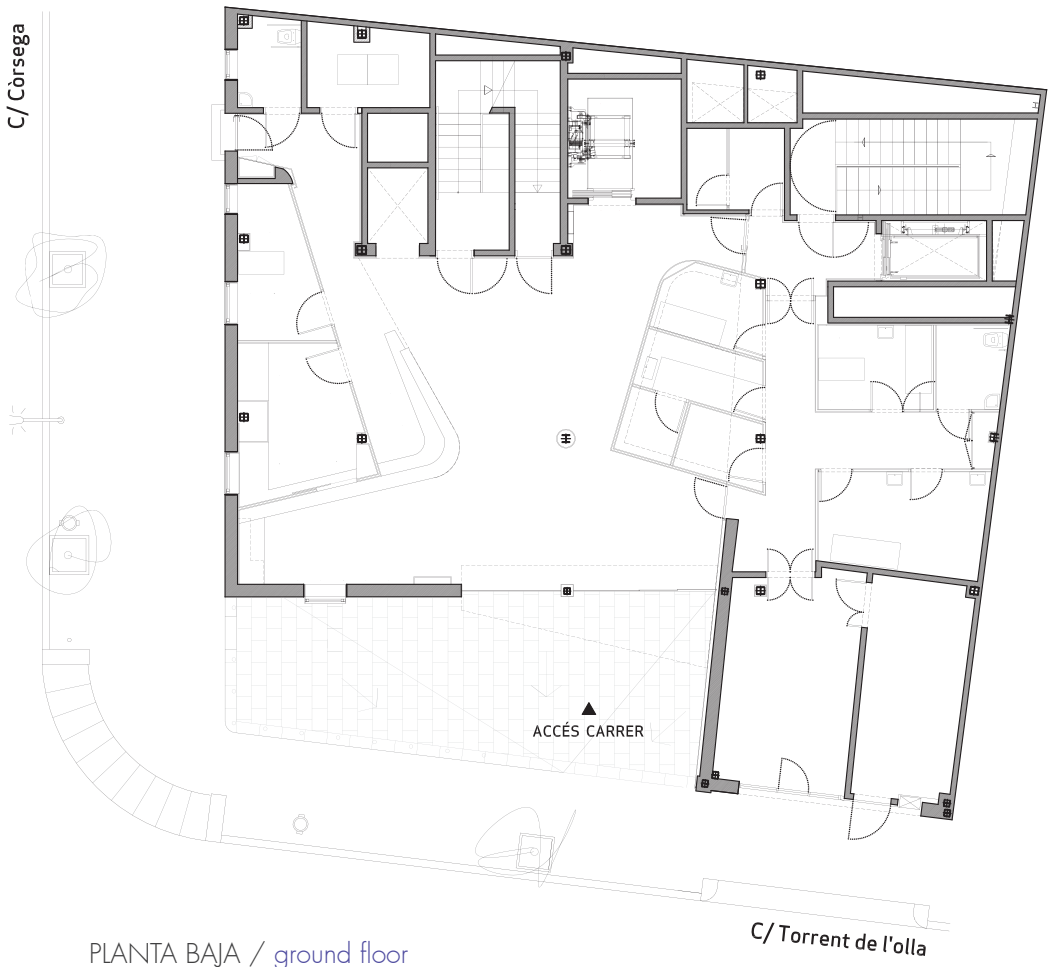 C/ Còrsega
ACCÉS CARRER
C/ Torrent de l'olla
PLANTA BAJA / ground floor